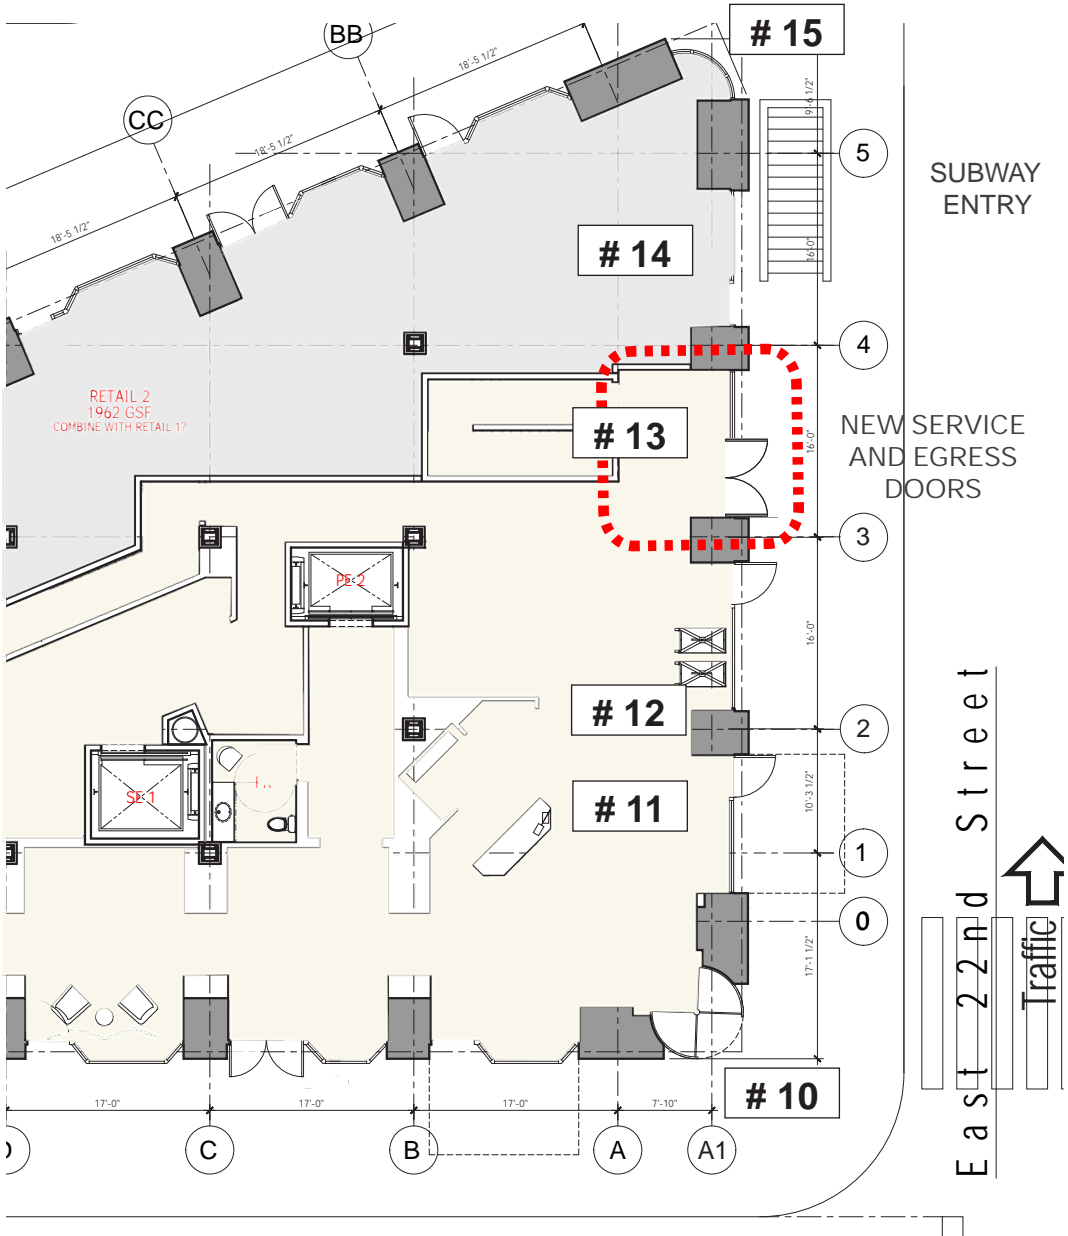 # 15
BB
18'-5 1/2"
9'-6 1/2"
CC
18'-5 1/2"
5
SUBWAY
ENTRY
18'-5 1/2"
# 14
16'-0"
4
RETAIL 2
1962 GSF
COMBINE WITH RETAIL 1?
# 13
16'-0"
NEW SERVICE
AND EGRESS
DOORS
3
PE 2
16'-0"
# 12
2
SE 1
# 11
10'-3 1/2"
1
0
17'-1 1/2"
East 22nd Street
Traffic
# 10
17'-0"
17'-0"
17'-0"
7'-10"
C
B
A
A1